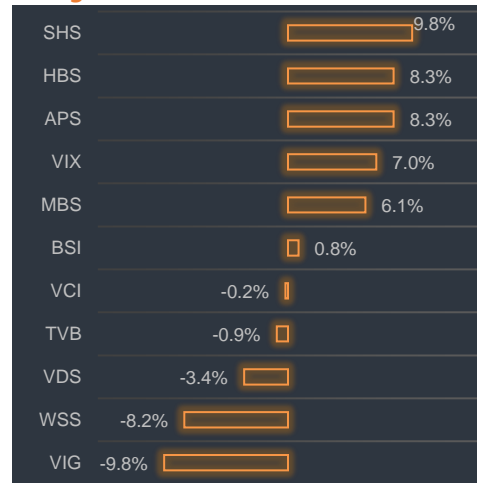 SHS 9.8%
HBS 8.3%
APS 8.3%
VIX 7.0%
MBS 6.1%
BSI 0.8%
VCI -0.2%
TVB -0.9%
VDS -3.4%
WSS -8.2%
VIG -9.8%